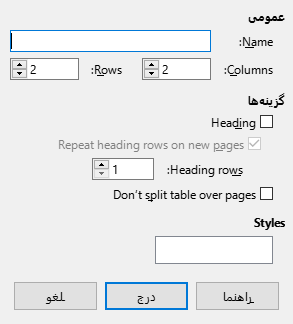 عمومی
Name:
Columns: 2 Rows: 2
گزینه‌ها
Heading
Repeat heading rows on new pages
Heading rows: 1
Don't split table over pages
Styles
راهنما درج لغو